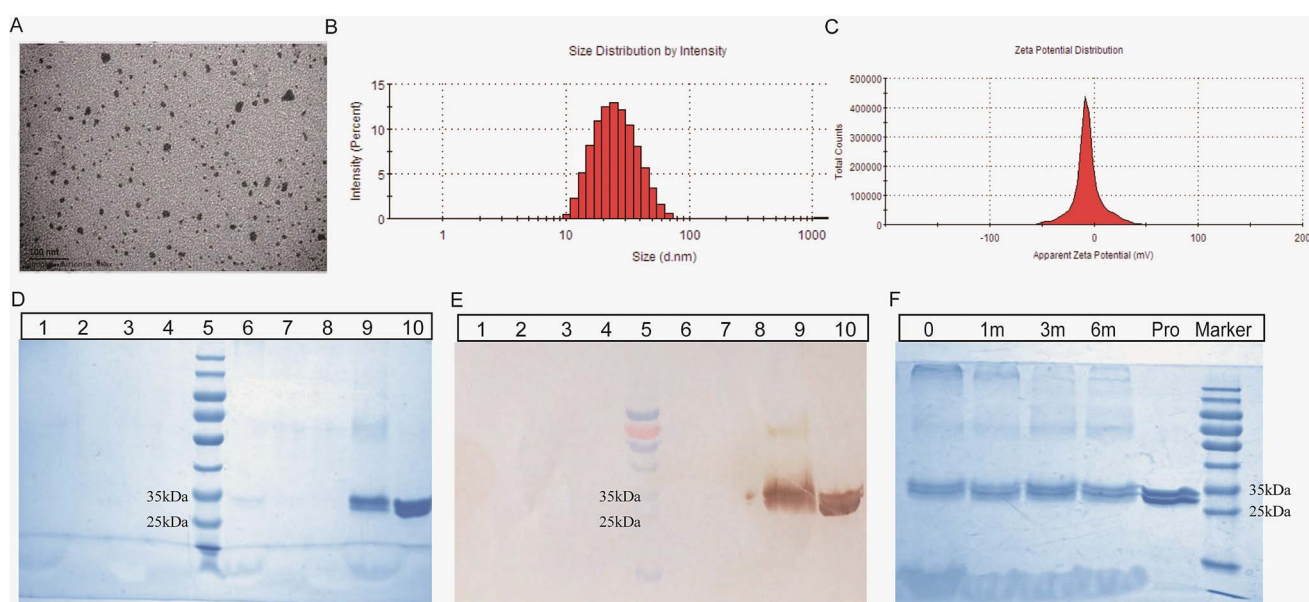 A
100 nm
B
Size Distribution by Intensity
Intensity (Percent)
15
10
5
0
1 10 100 1000
Size (d.nm)
C
Zeta Potential Distribution
Total Counts
500000
400000
300000
200000
100000
0
-100 0 100 200
Apparent Zeta Potential (mV)
D
1 2 3 4 5 6 7 8 9 10
35kDa
25kDa
E
1 2 3 4 5 6 7 8 9 10
35kDa
25kDa
F
0 1m 3m 6m Pro Marker
35kDa
25kDa